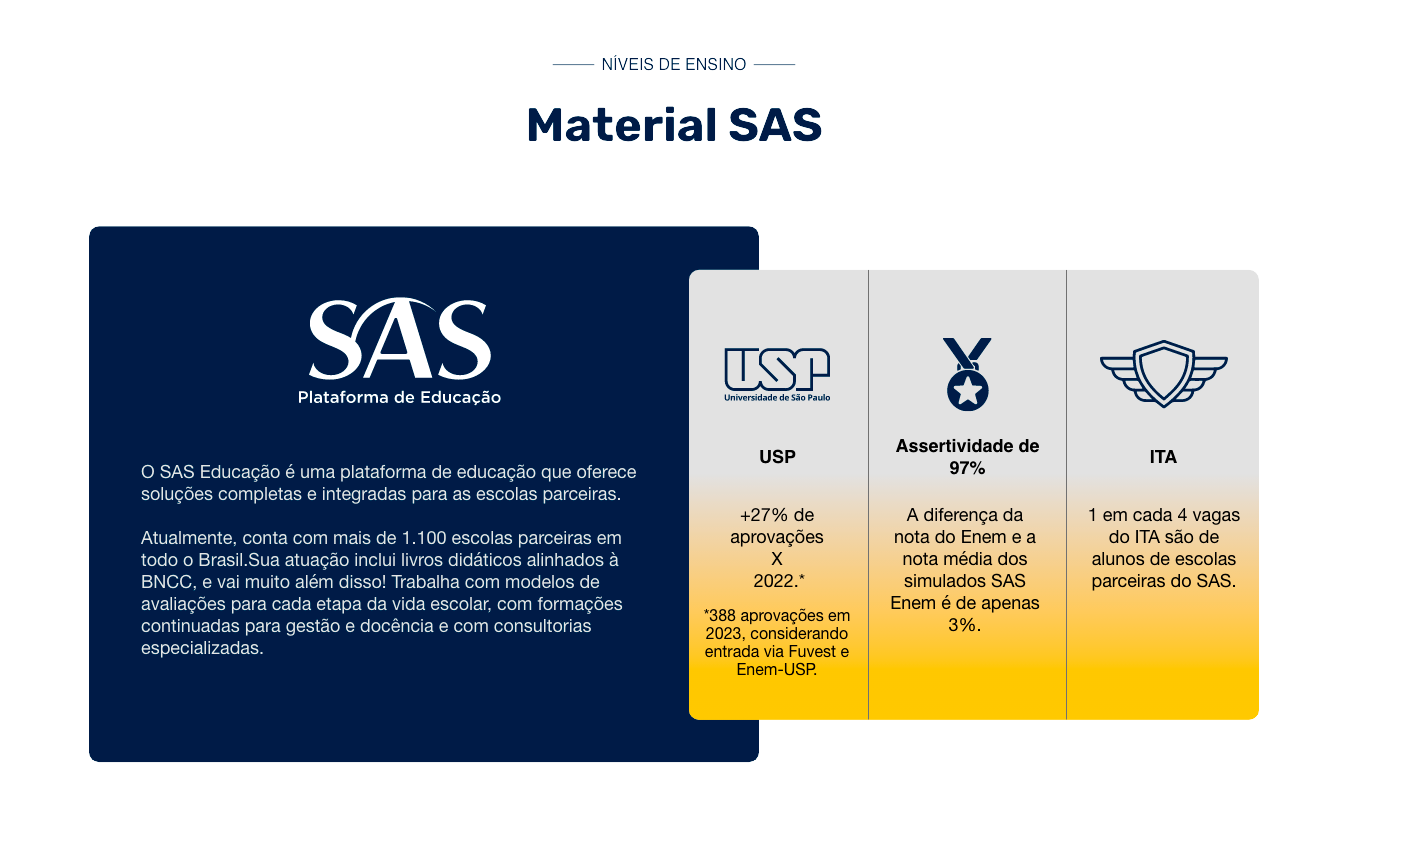 NÍVEIS DE ENSINO
Material SAS
SAS
Plataforma de Educação
O SAS Educação é uma plataforma de educação que oferece
soluções completas e integradas para as escolas parceiras.
Atualmente, conta com mais de 1.100 escolas parceiras em
todo o Brasil.Sua atuação inclui livros didáticos alinhados à
BNCC, e vai muito além disso! Trabalha com modelos de
avaliações para cada etapa da vida escolar, com formações
continuadas para gestão e docência e com consultorias
especializadas.
USP
Universidade de São Paulo
USP
+27% de
aprovações
X
2022.*
*388 aprovações em
2023, considerando
entrada via Fuvest e
Enem-USP.
Assertividade de
97%
A diferença da
nota do Enem e a
nota média dos
simulados SAS
Enem é de apenas
3%.
ITA
1 em cada 4 vagas
do ITA são de
alunos de escolas
parceiras do SAS.